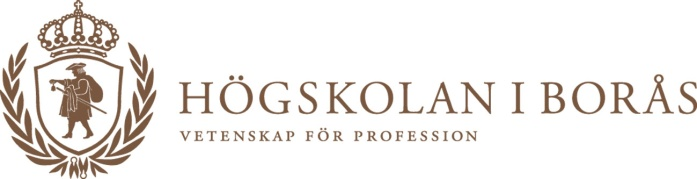 HÖGSKOLAN I BORÅS
VETENSKAP FÖR PROFESSION